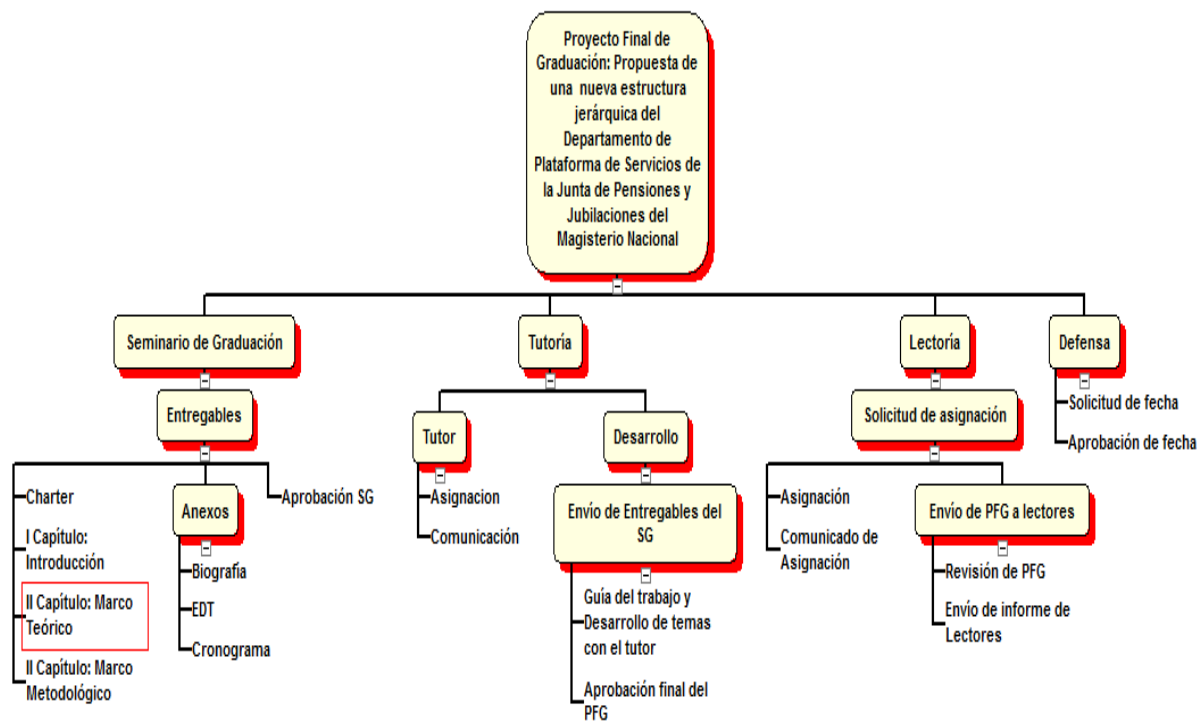 Proyecto Final de
Graduación: Propuesta de
una nueva estructura
jerárquica del
Departamento de
Plataforma de Servicios de
la Junta de Pensiones y
Jubilaciones del
Magisterio Nacional
Seminario de Graduación
Entregables
Charter
I Capítulo:
Introducción
II Capítulo: Marco
Teórico
II Capítulo: Marco
Metodológico
Anexos
Biografia
EDT
Cronograma
Aprobación SG
Tutoría
Tutor
Asignacion
Comunicación
Desarrollo
Envío de Entregables del
SG
Guía del trabajo y
Desarrollo de temas
con el tutor
Aprobación final del
PFG
Lectoría
Solicitud de asignación
Asignación
Comunicado de
Asignación
Envío de PFG a lectores
Revisión de PFG
Envío de informe de
Lectores
Defensa
Solicitud de fecha
Aprobación de fecha